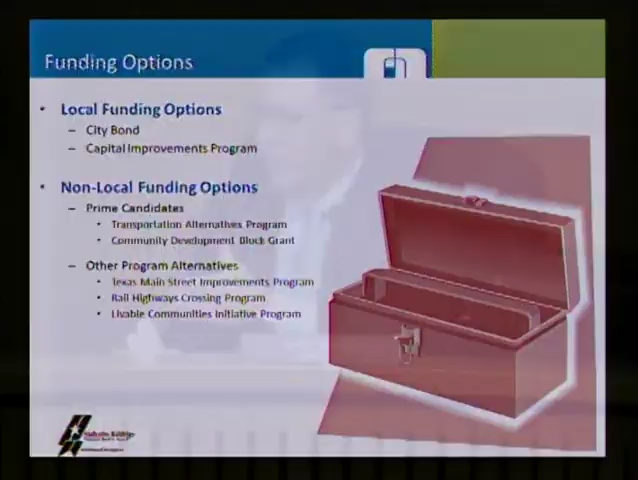 Funding Options
• Local Funding Options
– City Bond
– Capital Improvements Program
• Non-Local Funding Options
– Prime Candidates
• Transportation Alternatives Program
• Community Development Block Grant
– Other Program Alternatives
• Texas Main Street Improvements Program
• Rail Highways Crossing Program
• Livable Communities Initiative Program